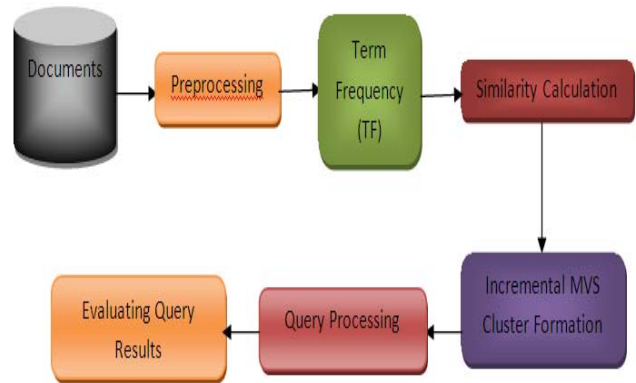 Documents
Preprocessing
Term
Frequency
(TF)
Similarity Calculation
Incremental MVS
Cluster Formation
Query Processing
Evaluating Query
Results